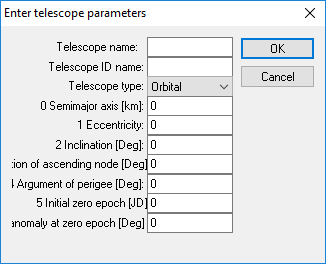 Enter telescope parameters
Telescope name:
OK
Telescope ID name:
Cancel
Telescope type: Orbital
0 Semimajor axis [km]: 0
1 Eccentricity: 0
2 Inclination [Deg]: 0
tion of ascending node [Deg] 0
4 Argument of perigee [Deg]: 0
5 Initial zero epoch [JD] 0
anomaly at zero epoch [Deg] 0